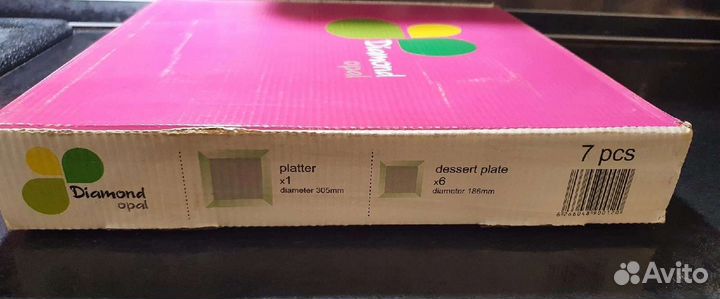 Diamond
opal
Diamond
opal
platter
x1
diameter 305mm
dessert plate
x6
diameter 186mm
7 pcs
Avito